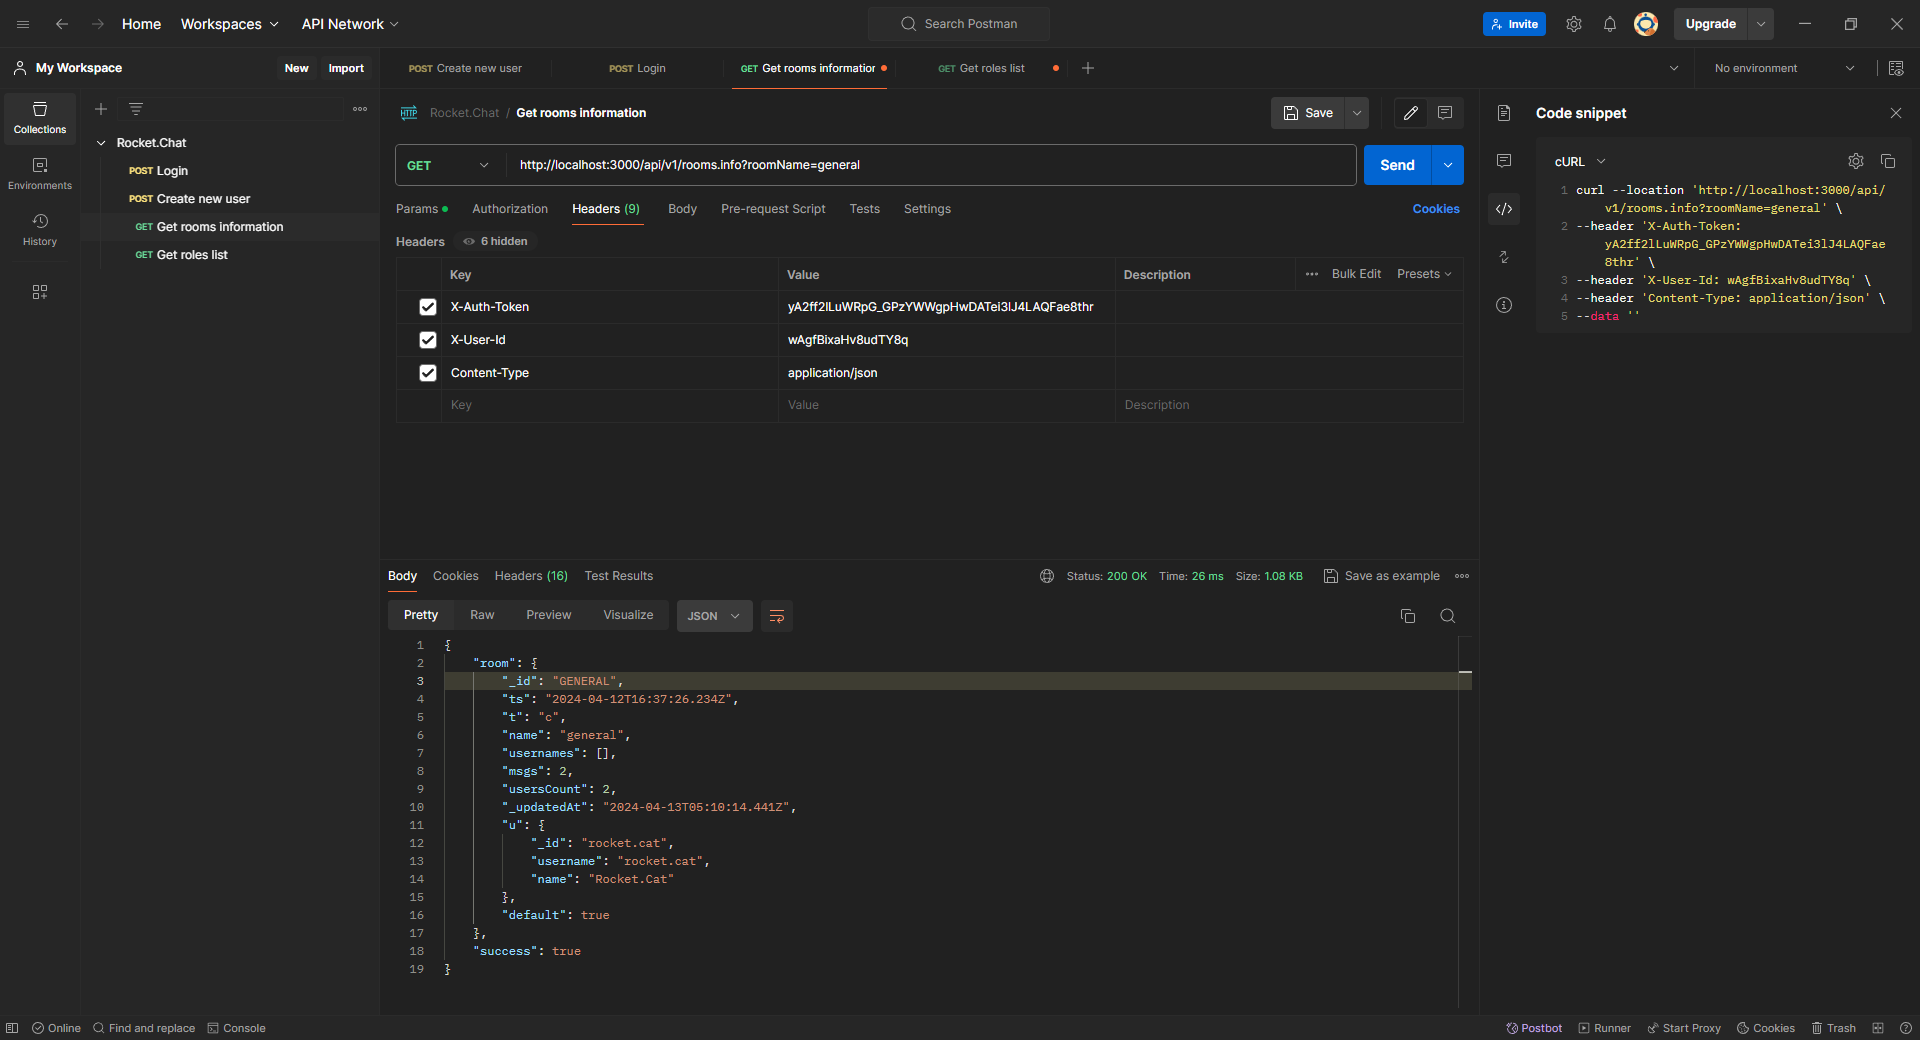 Home Workspaces API Network Search Postman Invite Upgrade
My Workspace New Import POST Create new user POST Login GET Get rooms information GET Get roles list No environment
Collections
Environments
History
Rocket.Chat
POST Login
POST Create new user
GET Get rooms information
GET Get roles list
HTTP Rocket.Chat / Get rooms information Save
GET http://localhost:3000/api/v1/rooms.info?roomName=general Send
Params Authorization Headers (9) Body Pre-request Script Tests Settings Cookies
Headers 6 hidden
Key Value Description Bulk Edit Presets
X-Auth-Token yA2ff2lLuWRpG_GPzYWWgpHwDATei3lJ4LAQFae8thr
X-User-Id wAgfBixaHv8udTY8q
Content-Type application/json
Key Value Description
Code snippet
cURL
1 curl --location 'http://localhost:3000/api/
v1/rooms.info?roomName=general' \
2 --header 'X-Auth-Token:
yA2ff2lLuWRpG_GPzYWWgpHwDATei3lJ4LAQFae
8thr' \
3 --header 'X-User-Id: wAgfBixaHv8udTY8q' \
4 --header 'Content-Type: application/json' \
5 --data ''
Body Cookies Headers (16) Test Results Status: 200 OK Time: 26 ms Size: 1.08 KB Save as example
Pretty Raw Preview Visualize JSON
1 {
2 "room": {
3 "_id": "GENERAL",
4 "ts": "2024-04-12T16:37:26.234Z",
5 "t": "c",
6 "name": "general",
7 "usernames": [],
8 "msgs": 2,
9 "usersCount": 2,
10 "_updatedAt": "2024-04-13T05:10:14.441Z",
11 "u": {
12 "_id": "rocket.cat",
13 "username": "rocket.cat",
14 "name": "Rocket.Cat"
15 },
16 "default": true
17 },
18 "success": true
19 }
Online Find and replace Console Postbot Runner Start Proxy Cookies Trash